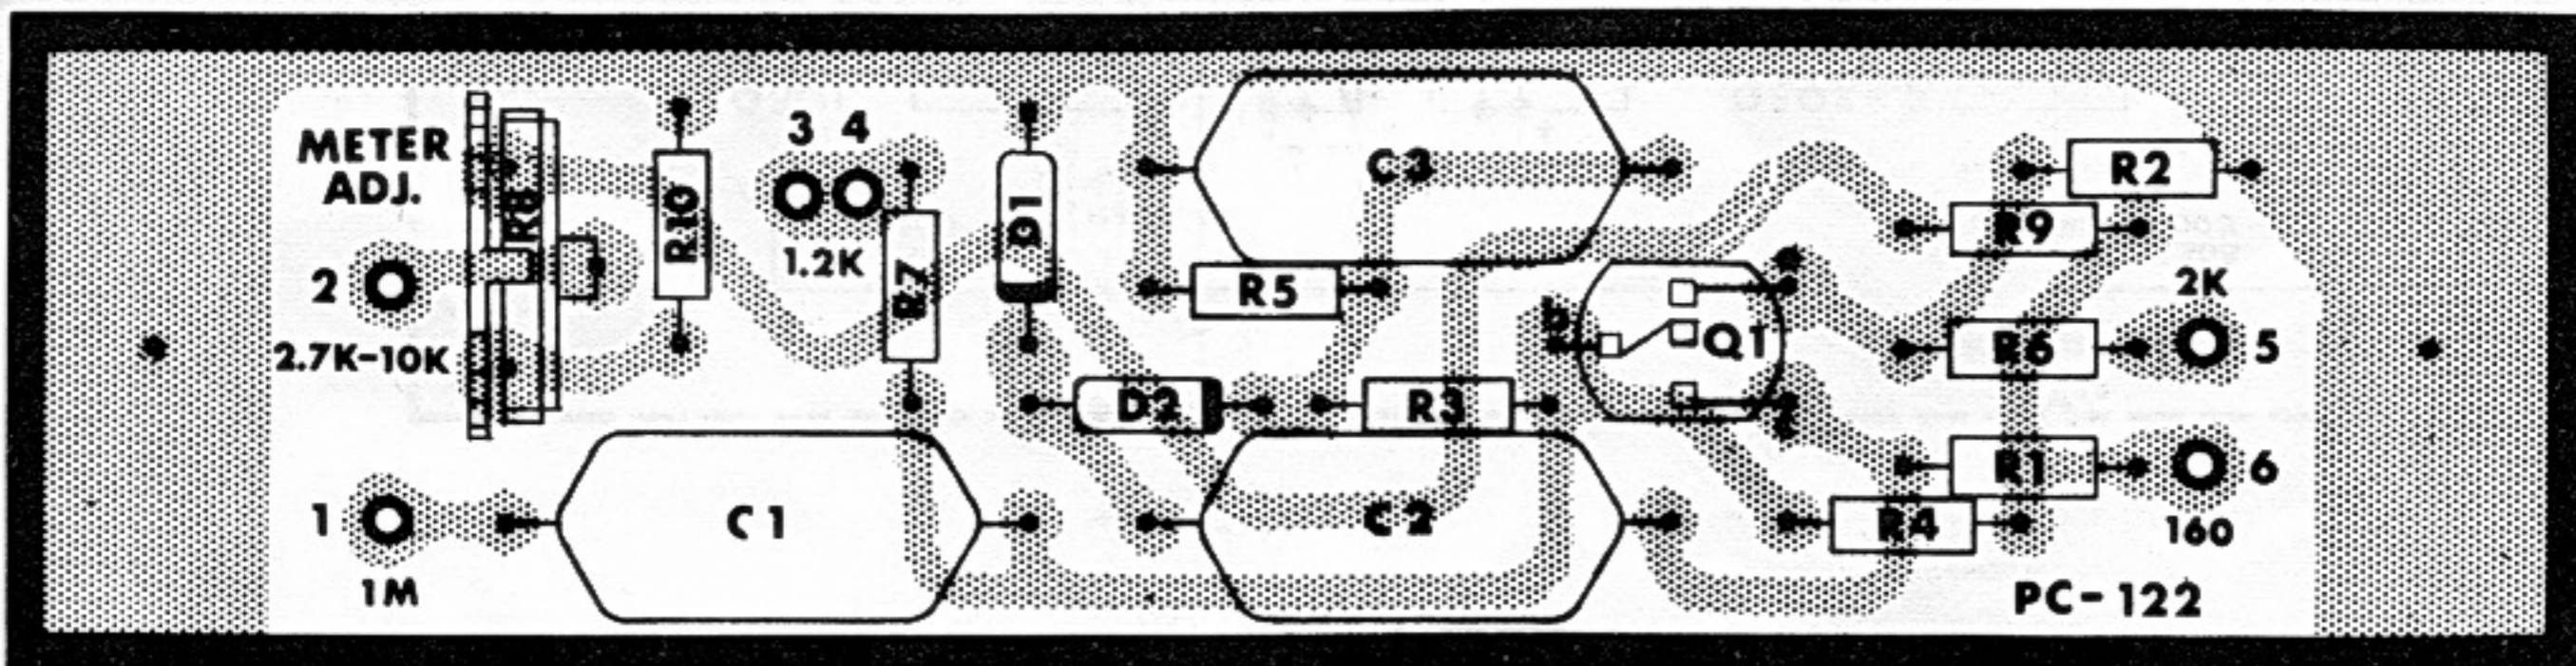 METER
ADJ.
R8
R10
3 4
1.2K
R7
D1
C3
R2
R9
2
2.7K-10K
R5
b
Q1
2K
R6
5
D2
R3
1
1M
C1
C2
R4
R1
6
160
PC-122